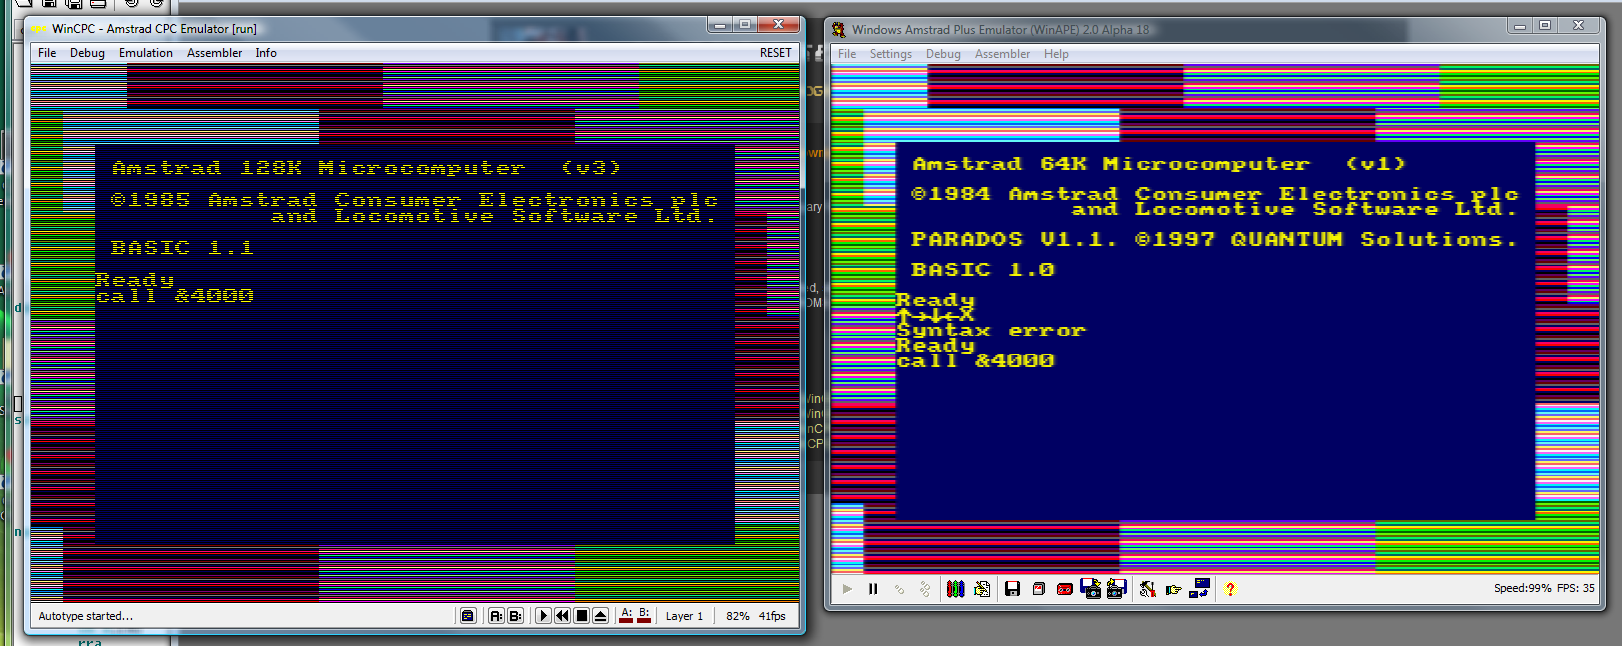 WinCPC - Amstrad CPC Emulator [run]
File Debug Emulation Assembler Info RESET
Amstrad 128K Microcomputer (v3)
©1985 Amstrad Consumer Electronics plc
and Locomotive Software Ltd.
BASIC 1.1
Ready
call &4000
Autotype started...
A: B: A: B: Layer 1 82% 41fps
Windows Amstrad Plus Emulator (WinAPE) 2.0 Alpha 18
File Settings Debug Assembler Help
Amstrad 64K Microcomputer (v1)
©1984 Amstrad Consumer Electronics plc
and Locomotive Software Ltd.
PARADOS V1.1. ©1997 QUANTUM Solutions.
BASIC 1.0
Ready
↑→↓←X
Syntax error
Ready
call &4000
Speed:99% FPS: 35
rra